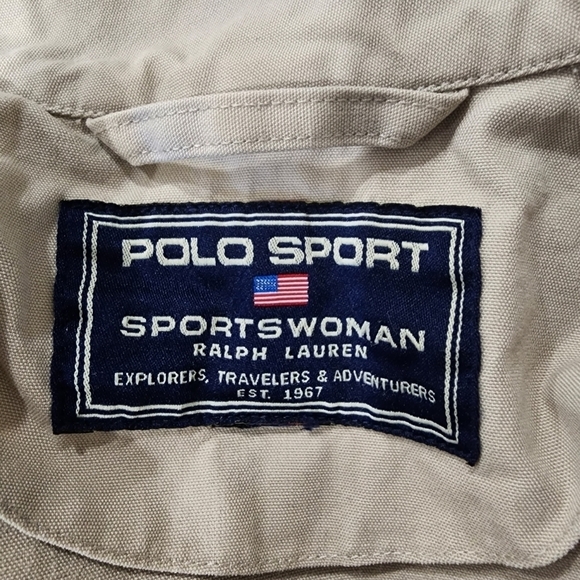 POLO SPORT
SPORTSWOMAN
RALPH LAUREN
EXPLORERS, TRAVELERS & ADVENTURERS
EST. 1967